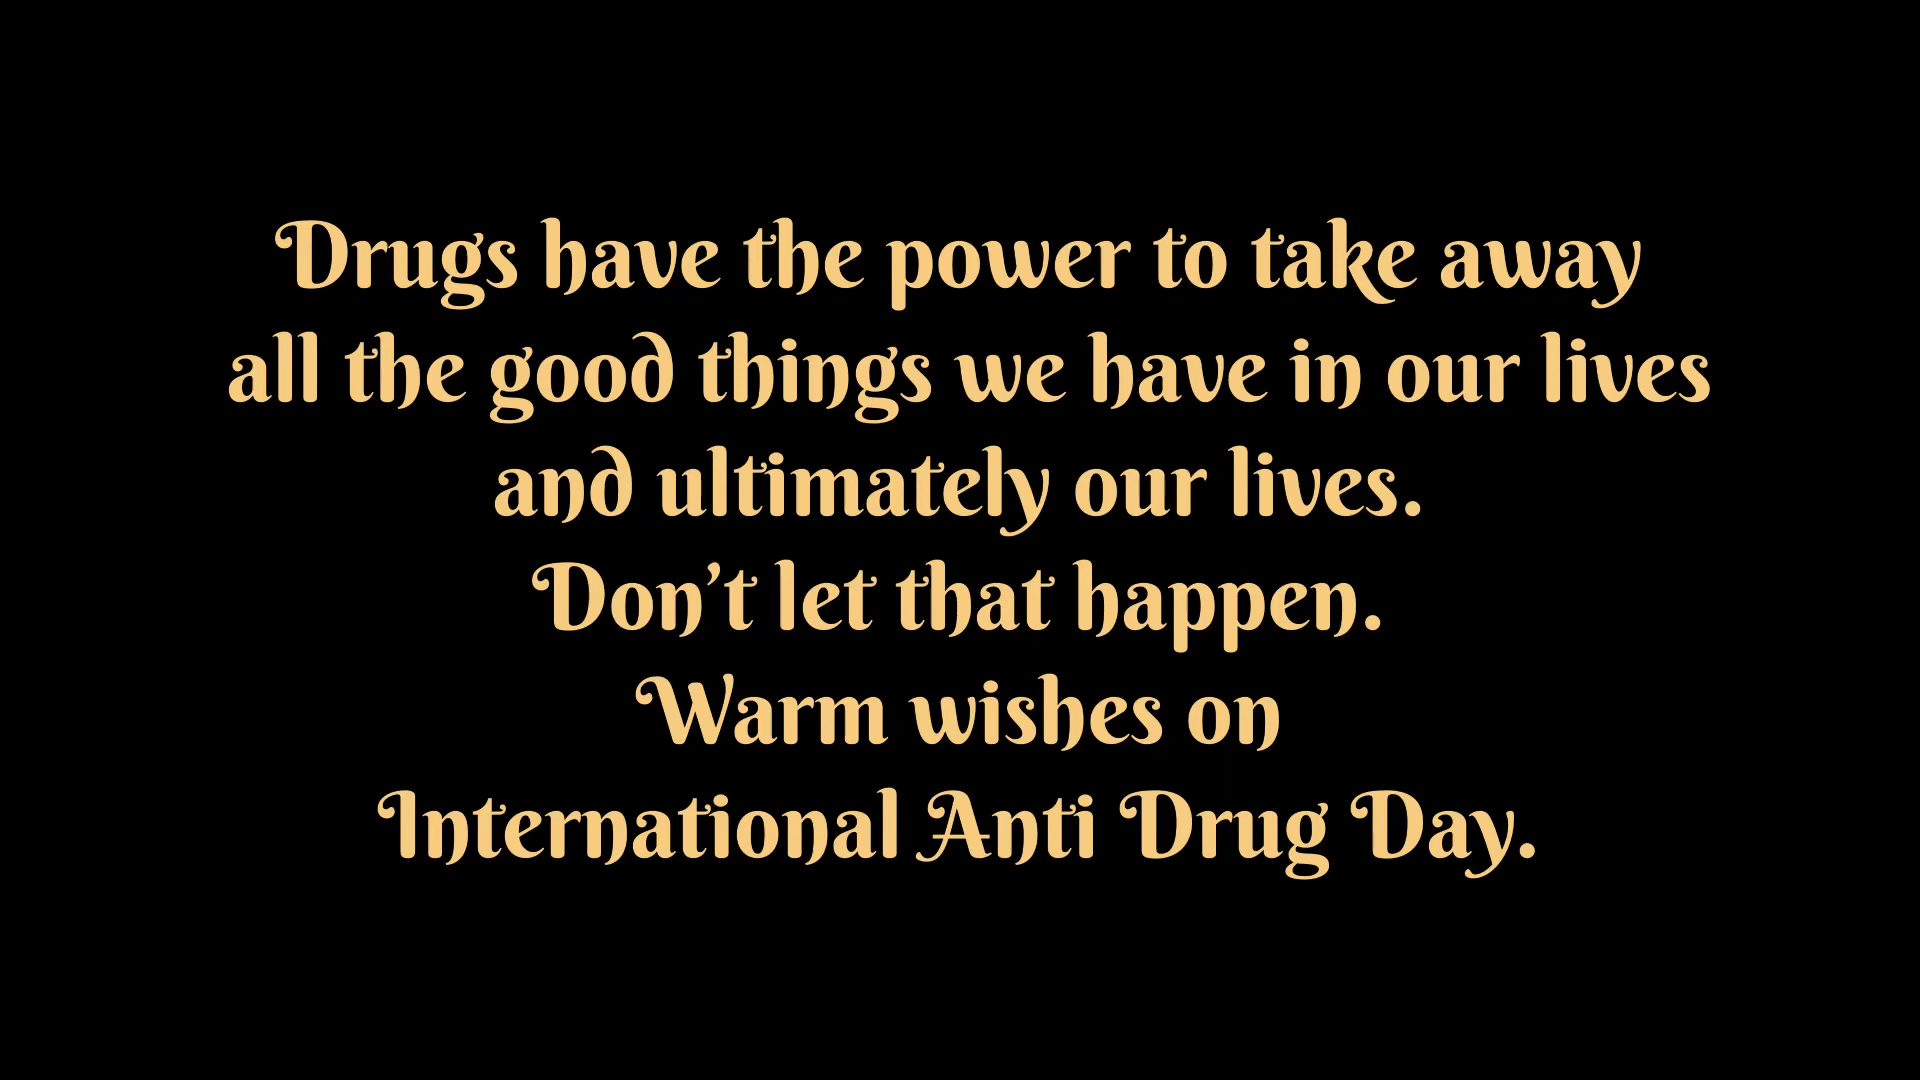 Drugs have the power to take away
all the good things we have in our lives
and ultimately our lives.
Don’t let that happen.
Warm wishes on
International Anti Drug Day.